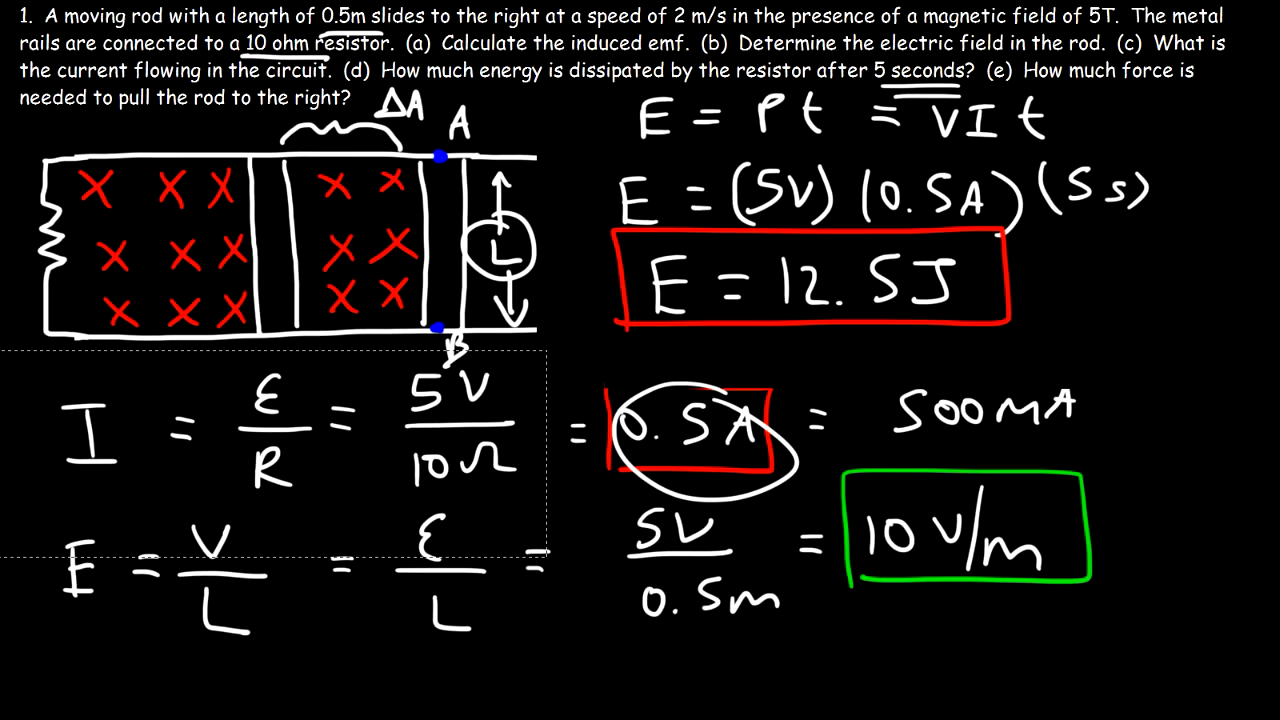 1. A moving rod with a length of 0.5m slides to the right at a speed of 2 m/s in the presence of a magnetic field of 5T. The metal
rails are connected to a 10 ohm resistor. (a) Calculate the induced emf. (b) Determine the electric field in the rod. (c) What is
the current flowing in the circuit. (d) How much energy is dissipated by the resistor after 5 seconds? (e) How much force is
needed to pull the rod to the right?
ΔA A
E = Pt = VIt
X X X X X
E = (5V) (0.5A) (5s)
X X X X X L
E = 12.5J
X X X X X
B
I = ε/R = 5V/10Ω = 0.5A = 500mA
E = V/L = ε/L = 5V/0.5m = 10 V/m